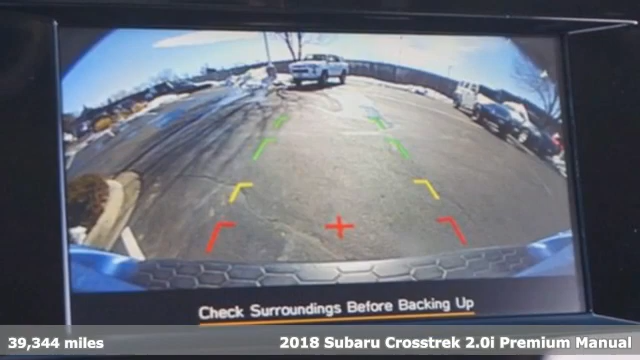 Check Surroundings Before Backing Up
39,344 miles
2018 Subaru Crosstrek 2.0i Premium Manual